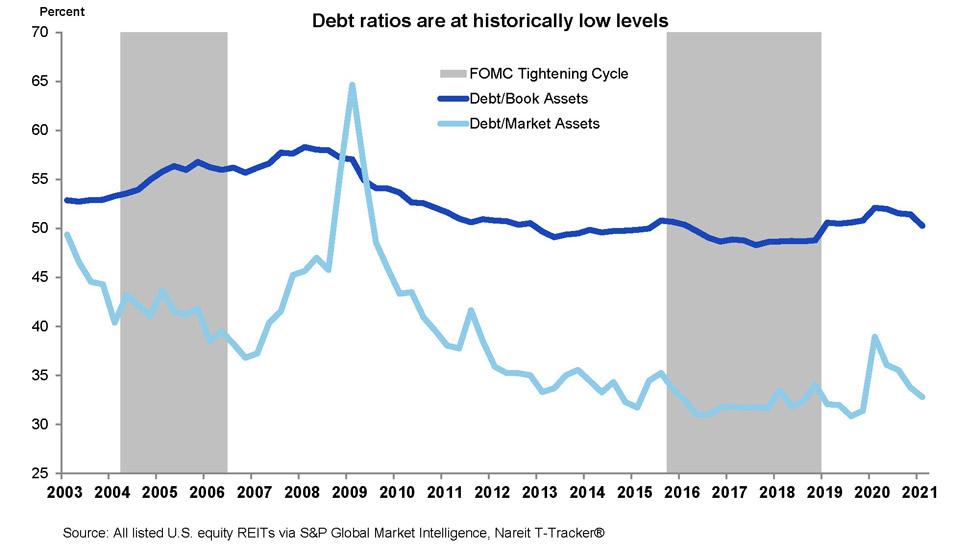 Percent
Debt ratios are at historically low levels
70
65
60
55
50
45
40
35
30
25
FOMC Tightening Cycle
Debt/Book Assets
Debt/Market Assets
2003 2004 2005 2006 2007 2008 2009 2010 2011 2012 2013 2014 2015 2016 2017 2018 2019 2020 2021
Source: All listed U.S. equity REITs via S&P Global Market Intelligence, Nareit T-Tracker®